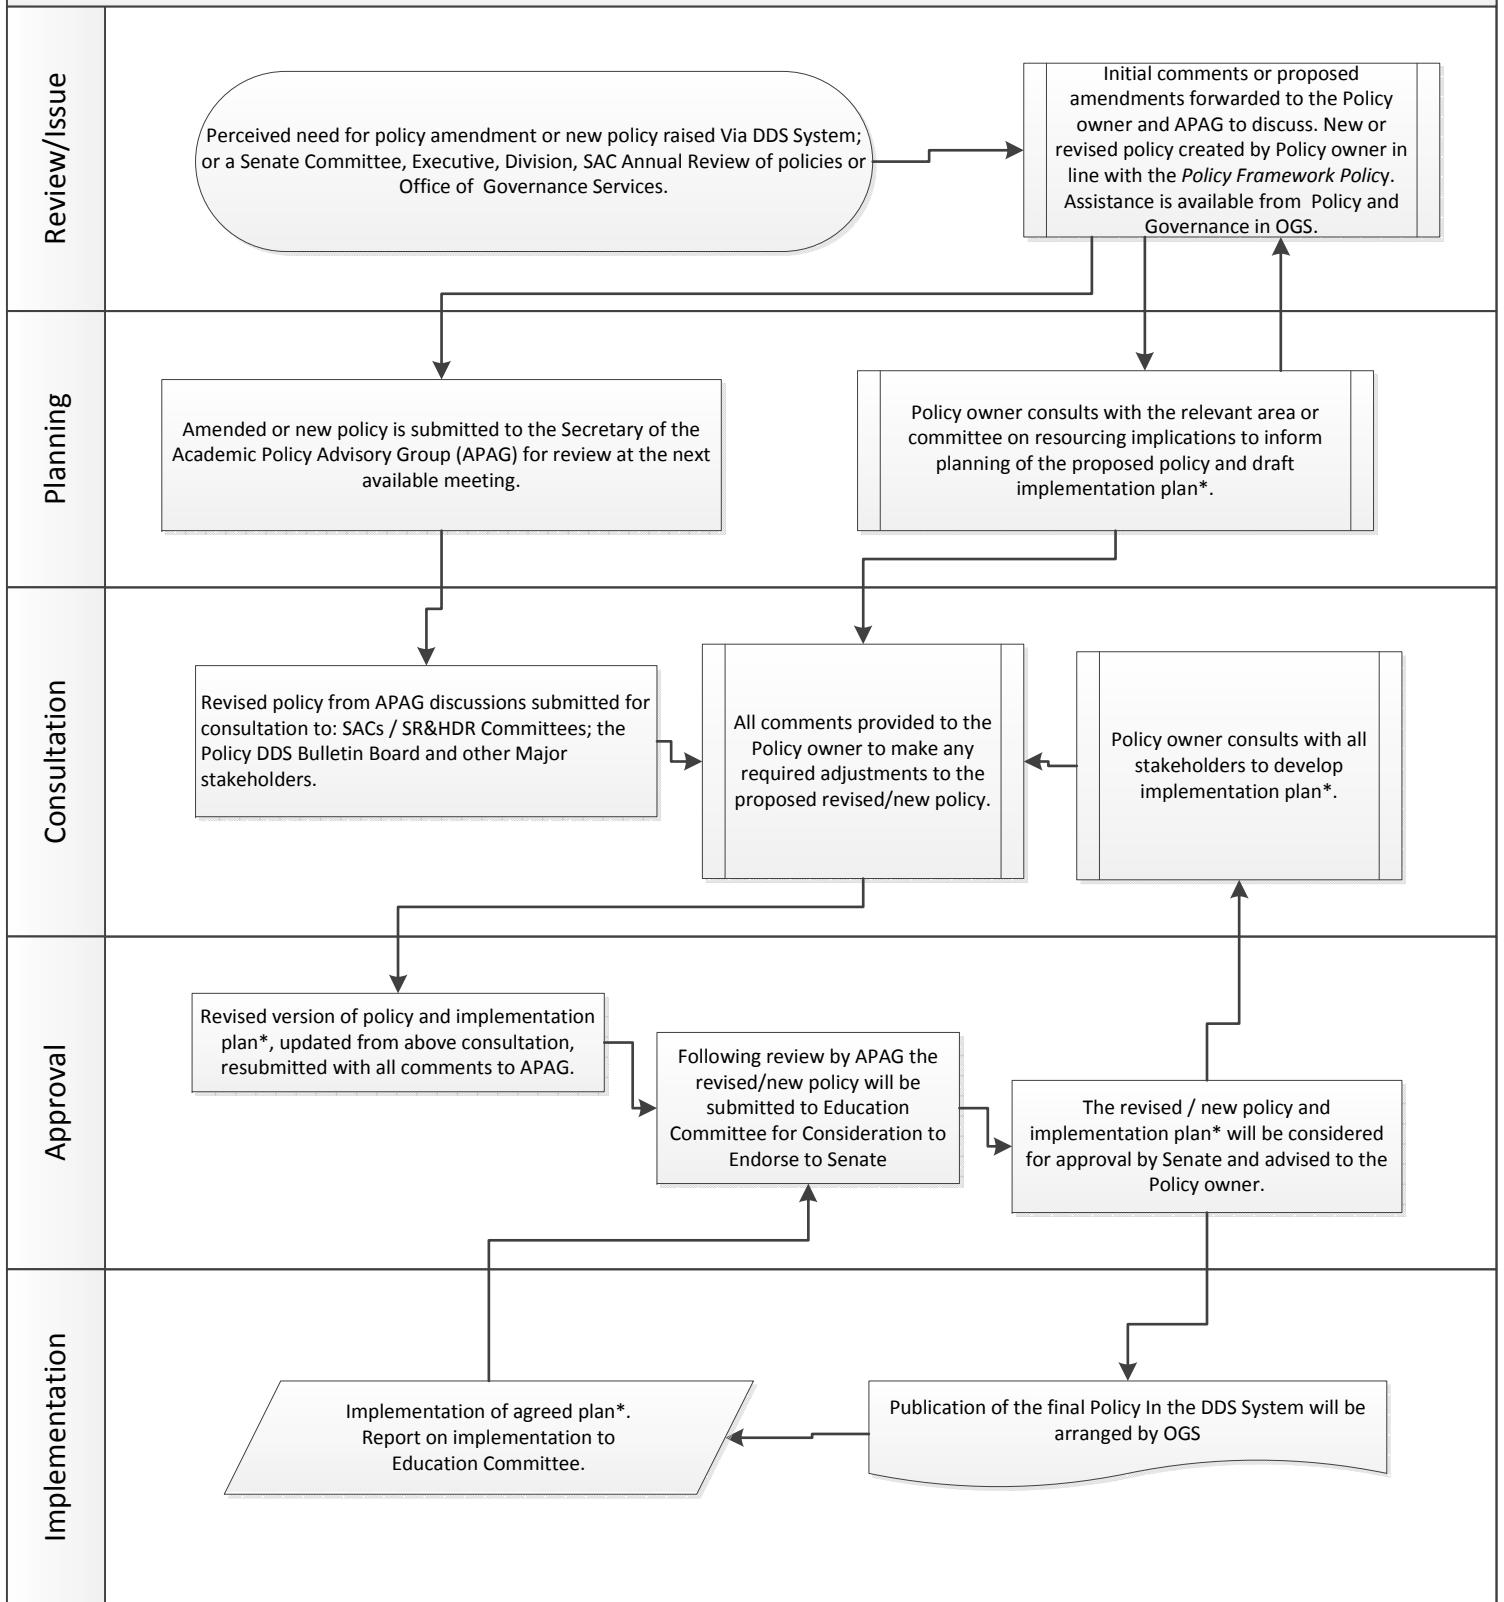 Review/Issue
Perceived need for policy amendment or new policy raised Via DDS System;
or a Senate Committee, Executive, Division, SAC Annual Review of policies or
Office of Governance Services.
Initial comments or proposed
amendments forwarded to the Policy
owner and APAG to discuss. New or
revised policy created by Policy owner in
line with the Policy Framework Policy.
Assistance is available from Policy and
Governance in OGS.
Planning
Amended or new policy is submitted to the Secretary of the
Academic Policy Advisory Group (APAG) for review at the next
available meeting.
Policy owner consults with the relevant area or
committee on resourcing implications to inform
planning of the proposed policy and draft
implementation plan*.
Consultation
Revised policy from APAG discussions submitted for
consultation to: SACs / SR&HDR Committees; the
Policy DDS Bulletin Board and other Major
stakeholders.
All comments provided to the
Policy owner to make any
required adjustments to the
proposed revised/new policy.
Policy owner consults with all
stakeholders to develop
implementation plan*.
Approval
Revised version of policy and implementation
plan*, updated from above consultation,
resubmitted with all comments to APAG.
Following review by APAG the
revised/new policy will be
submitted to Education
Committee for Consideration to
Endorse to Senate
The revised / new policy and
implementation plan* will be considered
for approval by Senate and advised to the
Policy owner.
Implementation
Implementation of agreed plan*.
Report on implementation to
Education Committee.
Publication of the final Policy In the DDS System will be
arranged by OGS